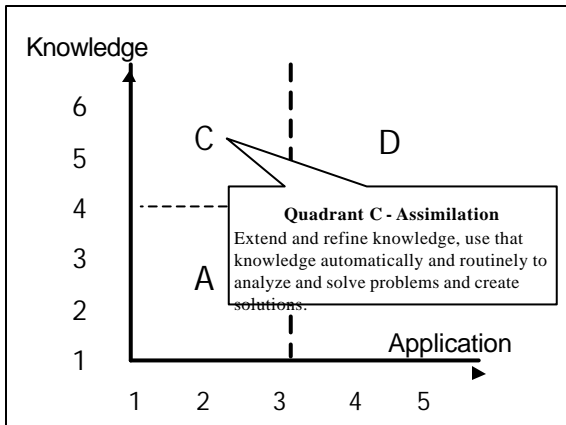 Knowledge
6
C
D
5
4
Quadrant C - Assimilation
Extend and refine knowledge, use that
knowledge automatically and routinely to
analyze and solve problems and create
solutions.
3
A
2
1
Application
1 2 3 4 5